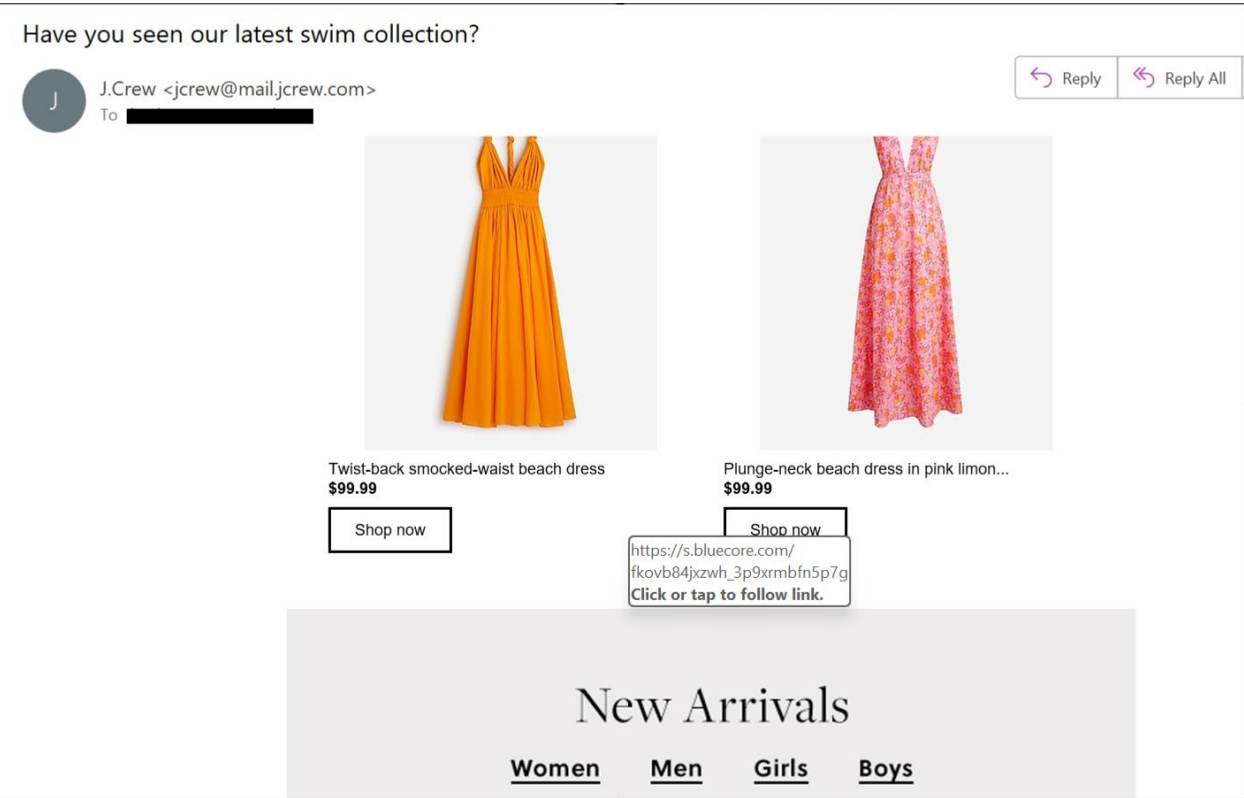 Have you seen our latest swim collection?
J
J.Crew <jcrew@mail.jcrew.com>
To
Reply
Reply All
Twist-back smocked-waist beach dress
$99.99
Shop now
Plunge-neck beach dress in pink limon...
$99.99
Shop now
https://s.bluecore.com/
fkovb84jxzwh_3p9xrmbfn5p7g
Click or tap to follow link.
New Arrivals
Women Men Girls Boys